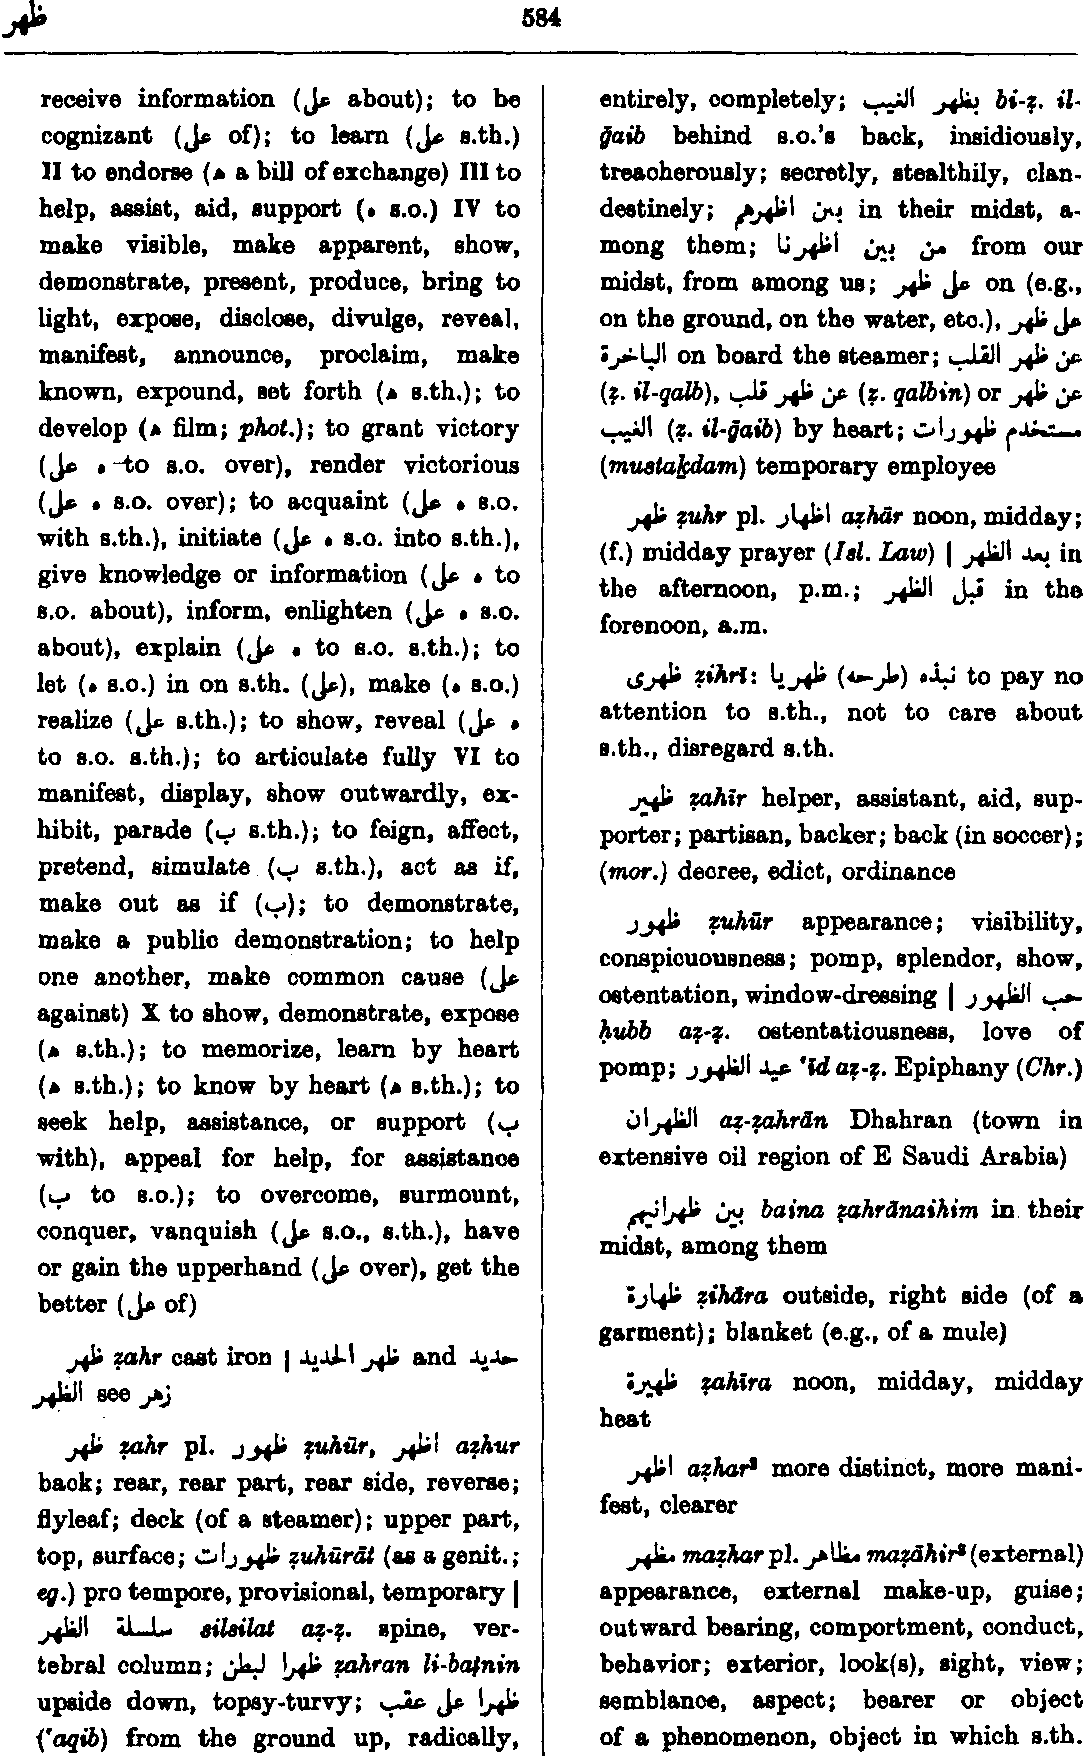 ظهر
584
receive information (على about); to be
cognizant (على of); to learn (على s.th.)
II to endorse (ه a bill of exchange) III to
help, assist, aid, support (ه s.o.) IV to
make visible, make apparent, show,
demonstrate, present, produce, bring to
light, expose, disclose, divulge, reveal,
manifest, announce, proclaim, make
known, expound, set forth (ه s.th.); to
develop (ه film; phot.); to grant victory
(ه على to s.o. over), render victorious
(ه على s.o. over); to acquaint (ه على s.o.
with s.th.), initiate (ه على s.o. into s.th.),
give knowledge or information (ه على to
s.o. about), inform, enlighten (ه على s.o.
about), explain (ه على to s.o. s.th.); to
let (ه s.o.) in on s.th. (على), make (ه s.o.)
realize (على s.th.); to show, reveal (ه على
to s.o. s.th.); to articulate fully VI to
manifest, display, show outwardly, ex-
hibit, parade (ب s.th.); to feign, affect,
pretend, simulate (ب s.th.), act as if,
make out as if (ب); to demonstrate,
make a public demonstration; to help
one another, make common cause (على
against) X to show, demonstrate, expose
(ه s.th.); to memorize, learn by heart
(ه s.th.); to know by heart (ه s.th.); to
seek help, assistance, or support (ب
with), appeal for help, for assistance
(ب to s.o.); to overcome, surmount,
conquer, vanquish (على s.o., s.th.), have
or gain the upperhand (على over), get the
better (على of)
ظهر ẓahr cast iron | ظهر الحديد and حديد
الظهر see زهر
ظهر ẓahr pl. ظهور ẓuhūr, اظهر aẓhur
back; rear, rear part, rear side, reverse;
flyleaf; deck (of a steamer); upper part,
top, surface; ظهورات ẓuhūrāt (as a genit.;
eg.) pro tempore, provisional, temporary |
سلسلة الظهر silsilat aẓ-ẓ. spine, ver-
tebral column; ظهرا لبطن ẓahran li-baṭnin
upside down, topsy-turvy; ظهرا على عقب
(ʿaqib) from the ground up, radically,
entirely, completely; بظهر الغيب bi-ẓ. il-
ḡaib behind s.o.'s back, insidiously,
treacherously; secretly, stealthily, clan-
destinely; بين اظهرهم in their midst, a-
mong them; من بين اظهرنا from our
midst, from among us; على ظهر on (e.g.,
on the ground, on the water, etc.), على ظهر
الباخرة on board the steamer; عن ظهر القلب
(ẓ. il-qalb), عن ظهر قلب (ẓ. qalbin) or عن ظهر
الغيب (ẓ. il-ḡaib) by heart; مستخدم ظهورات
(mustaḵdam) temporary employee
ظهر ẓuhr pl. اظهار aẓhār noon, midday;
(f.) midday prayer (Isl. Law) | بعد الظهر in
the afternoon, p.m.; قبل الظهر in the
forenoon, a.m.
ظهرى ẓihrī: نبذه (طرحه) ظهريا to pay no
attention to s.th., not to care about
s.th., disregard s.th.
ظهير ẓahīr helper, assistant, aid, sup-
porter; partisan, backer; back (in soccer);
(mor.) decree, edict, ordinance
ظهور ẓuhūr appearance; visibility,
conspicuousness; pomp, splendor, show,
ostentation, window-dressing | حب الظهور
ḥubb aẓ-ẓ. ostentatiousness, love of
pomp; عيد الظهور ʿīd aẓ-ẓ. Epiphany (Chr.)
الظهران aẓ-ẓahrān Dhahran (town in
extensive oil region of E Saudi Arabia)
بين ظهرانيهم baina ẓahrānaihim in their
midst, among them
ظهارة ẓihāra outside, right side (of a
garment); blanket (e.g., of a mule)
ظهيرة ẓahīra noon, midday, midday
heat
اظهر aẓhar² more distinct, more mani-
fest, clearer
مظهر maẓhar pl. مظاهر maẓāhir² (external)
appearance, external make-up, guise;
outward bearing, comportment, conduct,
behavior; exterior, look(s), sight, view;
semblance, aspect; bearer or object
of a phenomenon, object in which s.th.